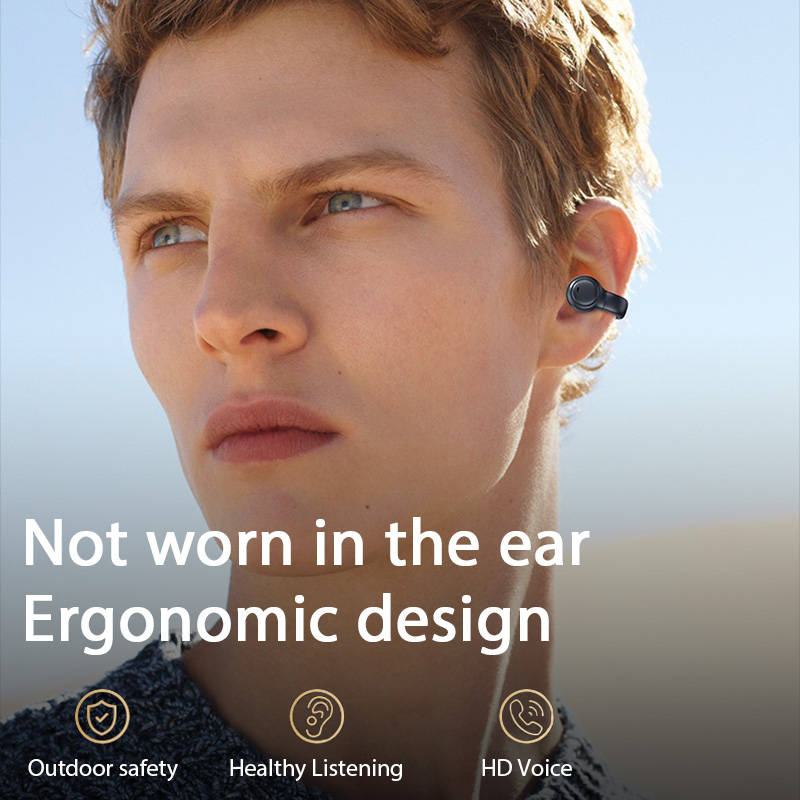 Not worn in the ear
Ergonomic design
Outdoor safety
Healthy Listening
HD Voice